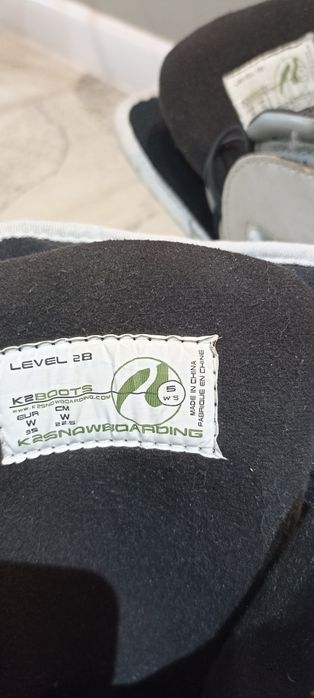 LEVEL 2B
K2BOOTS
WWW.K2SNOWBOARDING.COM
EUR CM
W W
35 22.5
5
WS
MADE IN CHINA
FABRIQUE EN CHINE
K2SNOWBOARDING